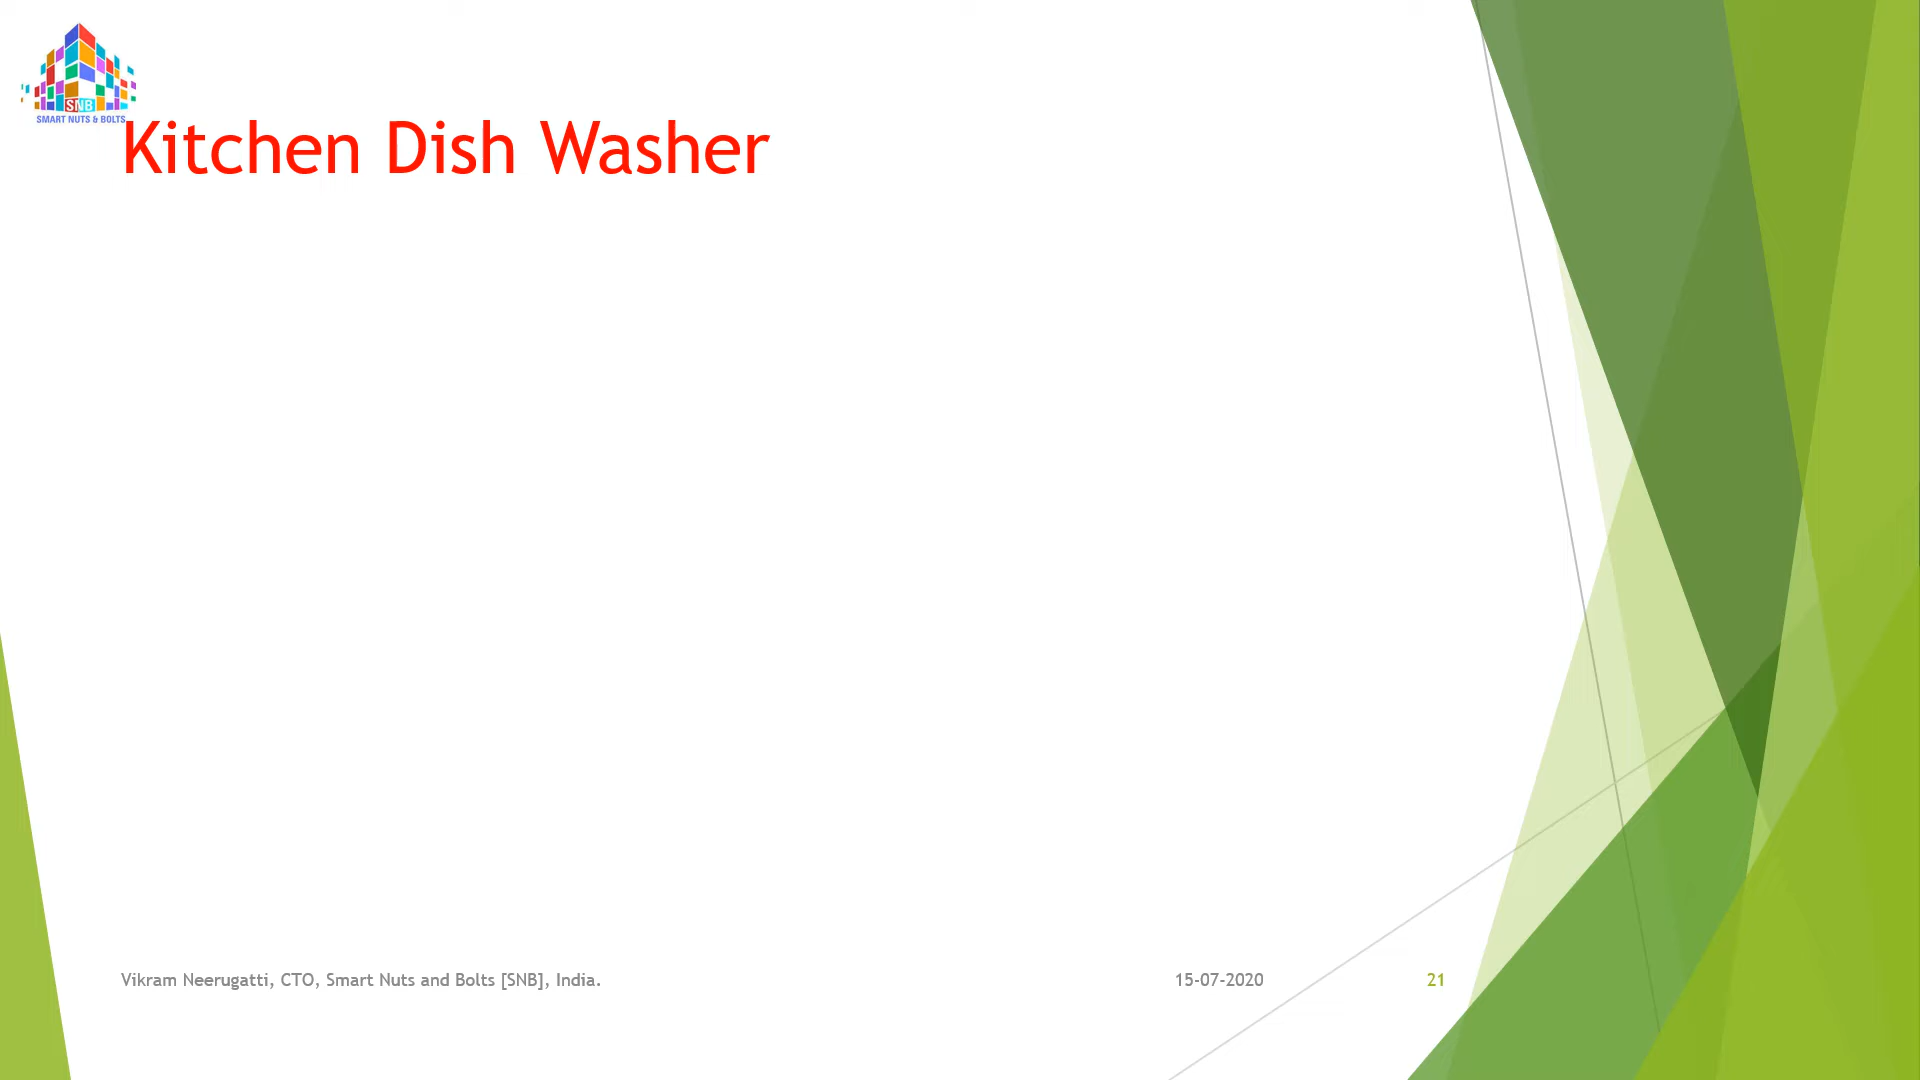 SNB
SMART NUTS & BOLTS
Kitchen Dish Washer
Vikram Neerugatti, CTO, Smart Nuts and Bolts [SNB], India.
15-07-2020
21